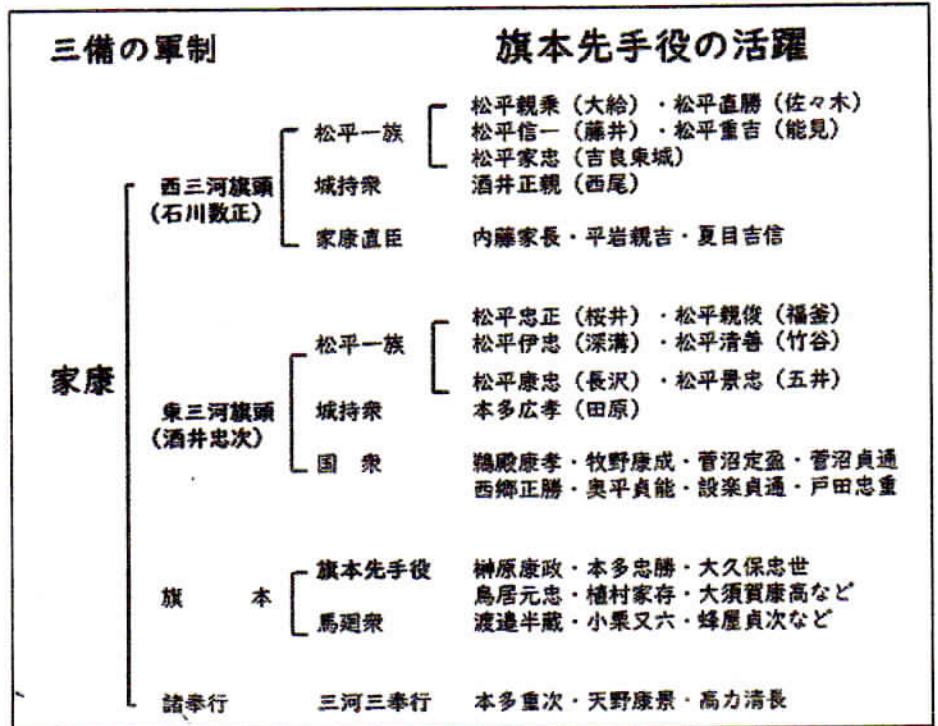 三備の軍制 旗本先手役の活躍
松平親乗（大給）・松平直勝（佐々木）
松平一族 松平信一（藤井）・松平重吉（能見）
松平家忠（吉良東城）
西三河旗頭 城持衆 酒井正親（西尾）
（石川数正）
家康直臣 内藤家長・平岩親吉・夏目吉信
松平忠正（桜井）・松平親俊（福釜）
松平一族 松平伊忠（深溝）・松平清善（竹谷）
家康 松平康忠（長沢）・松平景忠（五井）
東三河旗頭 城持衆 本多広孝（田原）
（酒井忠次）
国 衆 鵜殿康孝・牧野康成・菅沼定盈・菅沼貞通
西郷正勝・奥平貞能・設楽貞通・戸田忠重
旗本先手役 榊原康政・本多忠勝・大久保忠世
旗 本 鳥居元忠・植村家存・大須賀康高など
馬廻衆 渡邉半蔵・小栗又六・蜂屋貞次など
諸奉行 三河三奉行 本多重次・天野康景・高力清長